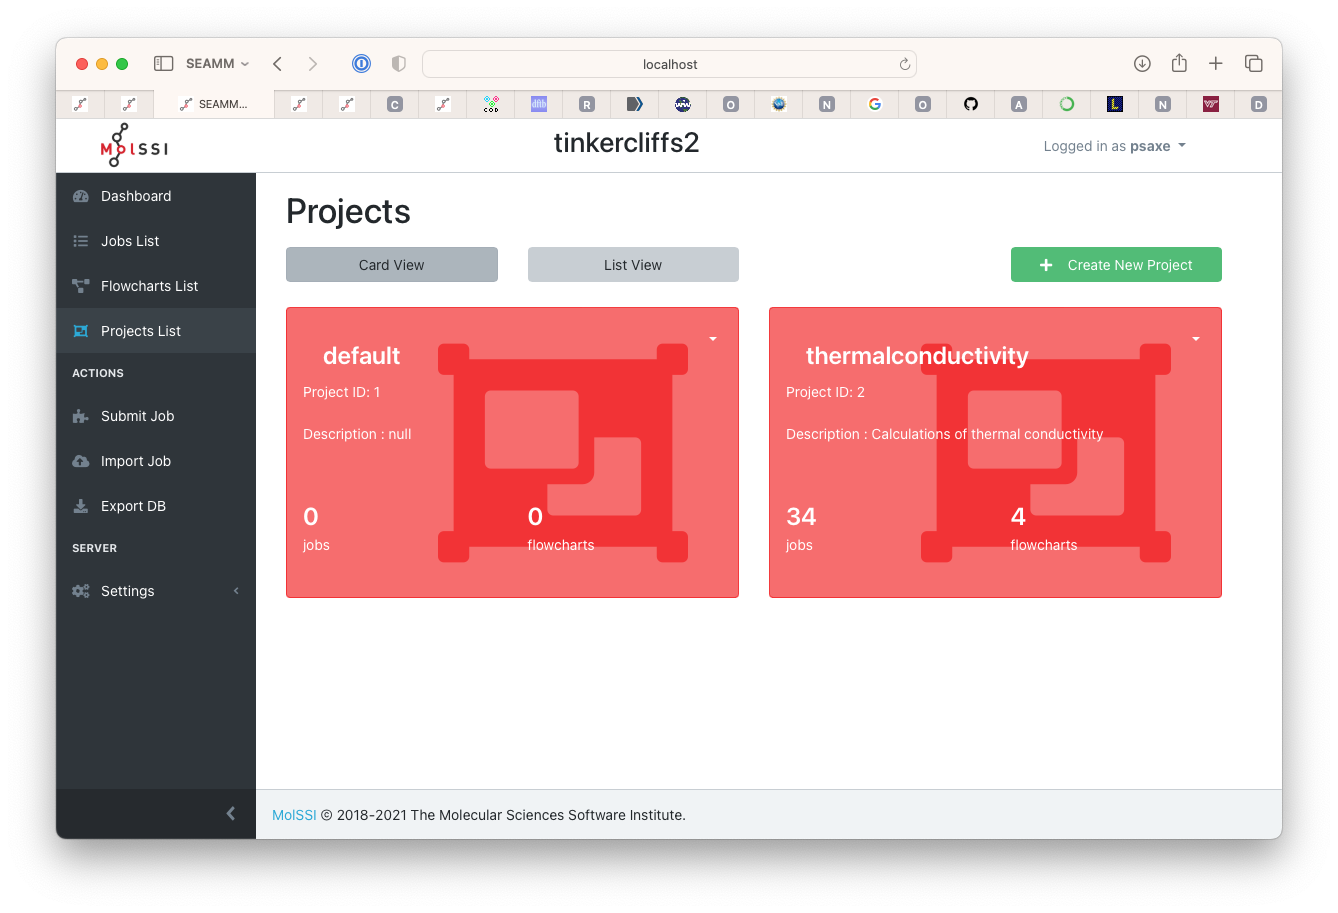 SEAMM
localhost
SEAMM...
C
COD
dftb
R
O
N
G
O
A
L
N
D
MolSSI
tinkercliffs2
Logged in as psaxe
Dashboard
Jobs List
Flowcharts List
Projects List
ACTIONS
Submit Job
Import Job
Export DB
SERVER
Settings
Projects
Card View
List View
+ Create New Project
default
Project ID: 1
Description : null
0
jobs
0
flowcharts
thermalconductivity
Project ID: 2
Description : Calculations of thermal conductivity
34
jobs
4
flowcharts
MolSSI © 2018-2021 The Molecular Sciences Software Institute.